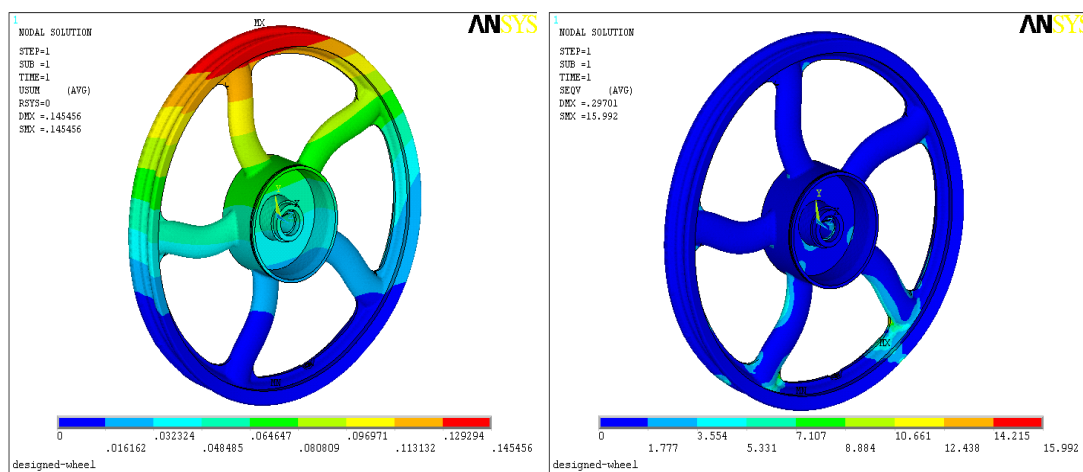 1
NODAL SOLUTION
STEP=1
SUB =1
TIME=1
USUM (AVG)
RSYS=0
DMX =.145456
SMX =.145456
MX
ANSYS
Y
X
0 .032324 .064647 .096971 .129294
.016162 .048485 .080809 .113132 .145456
designed-wheel
1
NODAL SOLUTION
STEP=1
SUB =1
TIME=1
SEQV (AVG)
DMX =.29701
SMX =15.992
ANSYS
Y
MX
0 3.554 7.107 10.661 14.215
1.777 5.331 8.884 12.438 15.992
designed-wheel